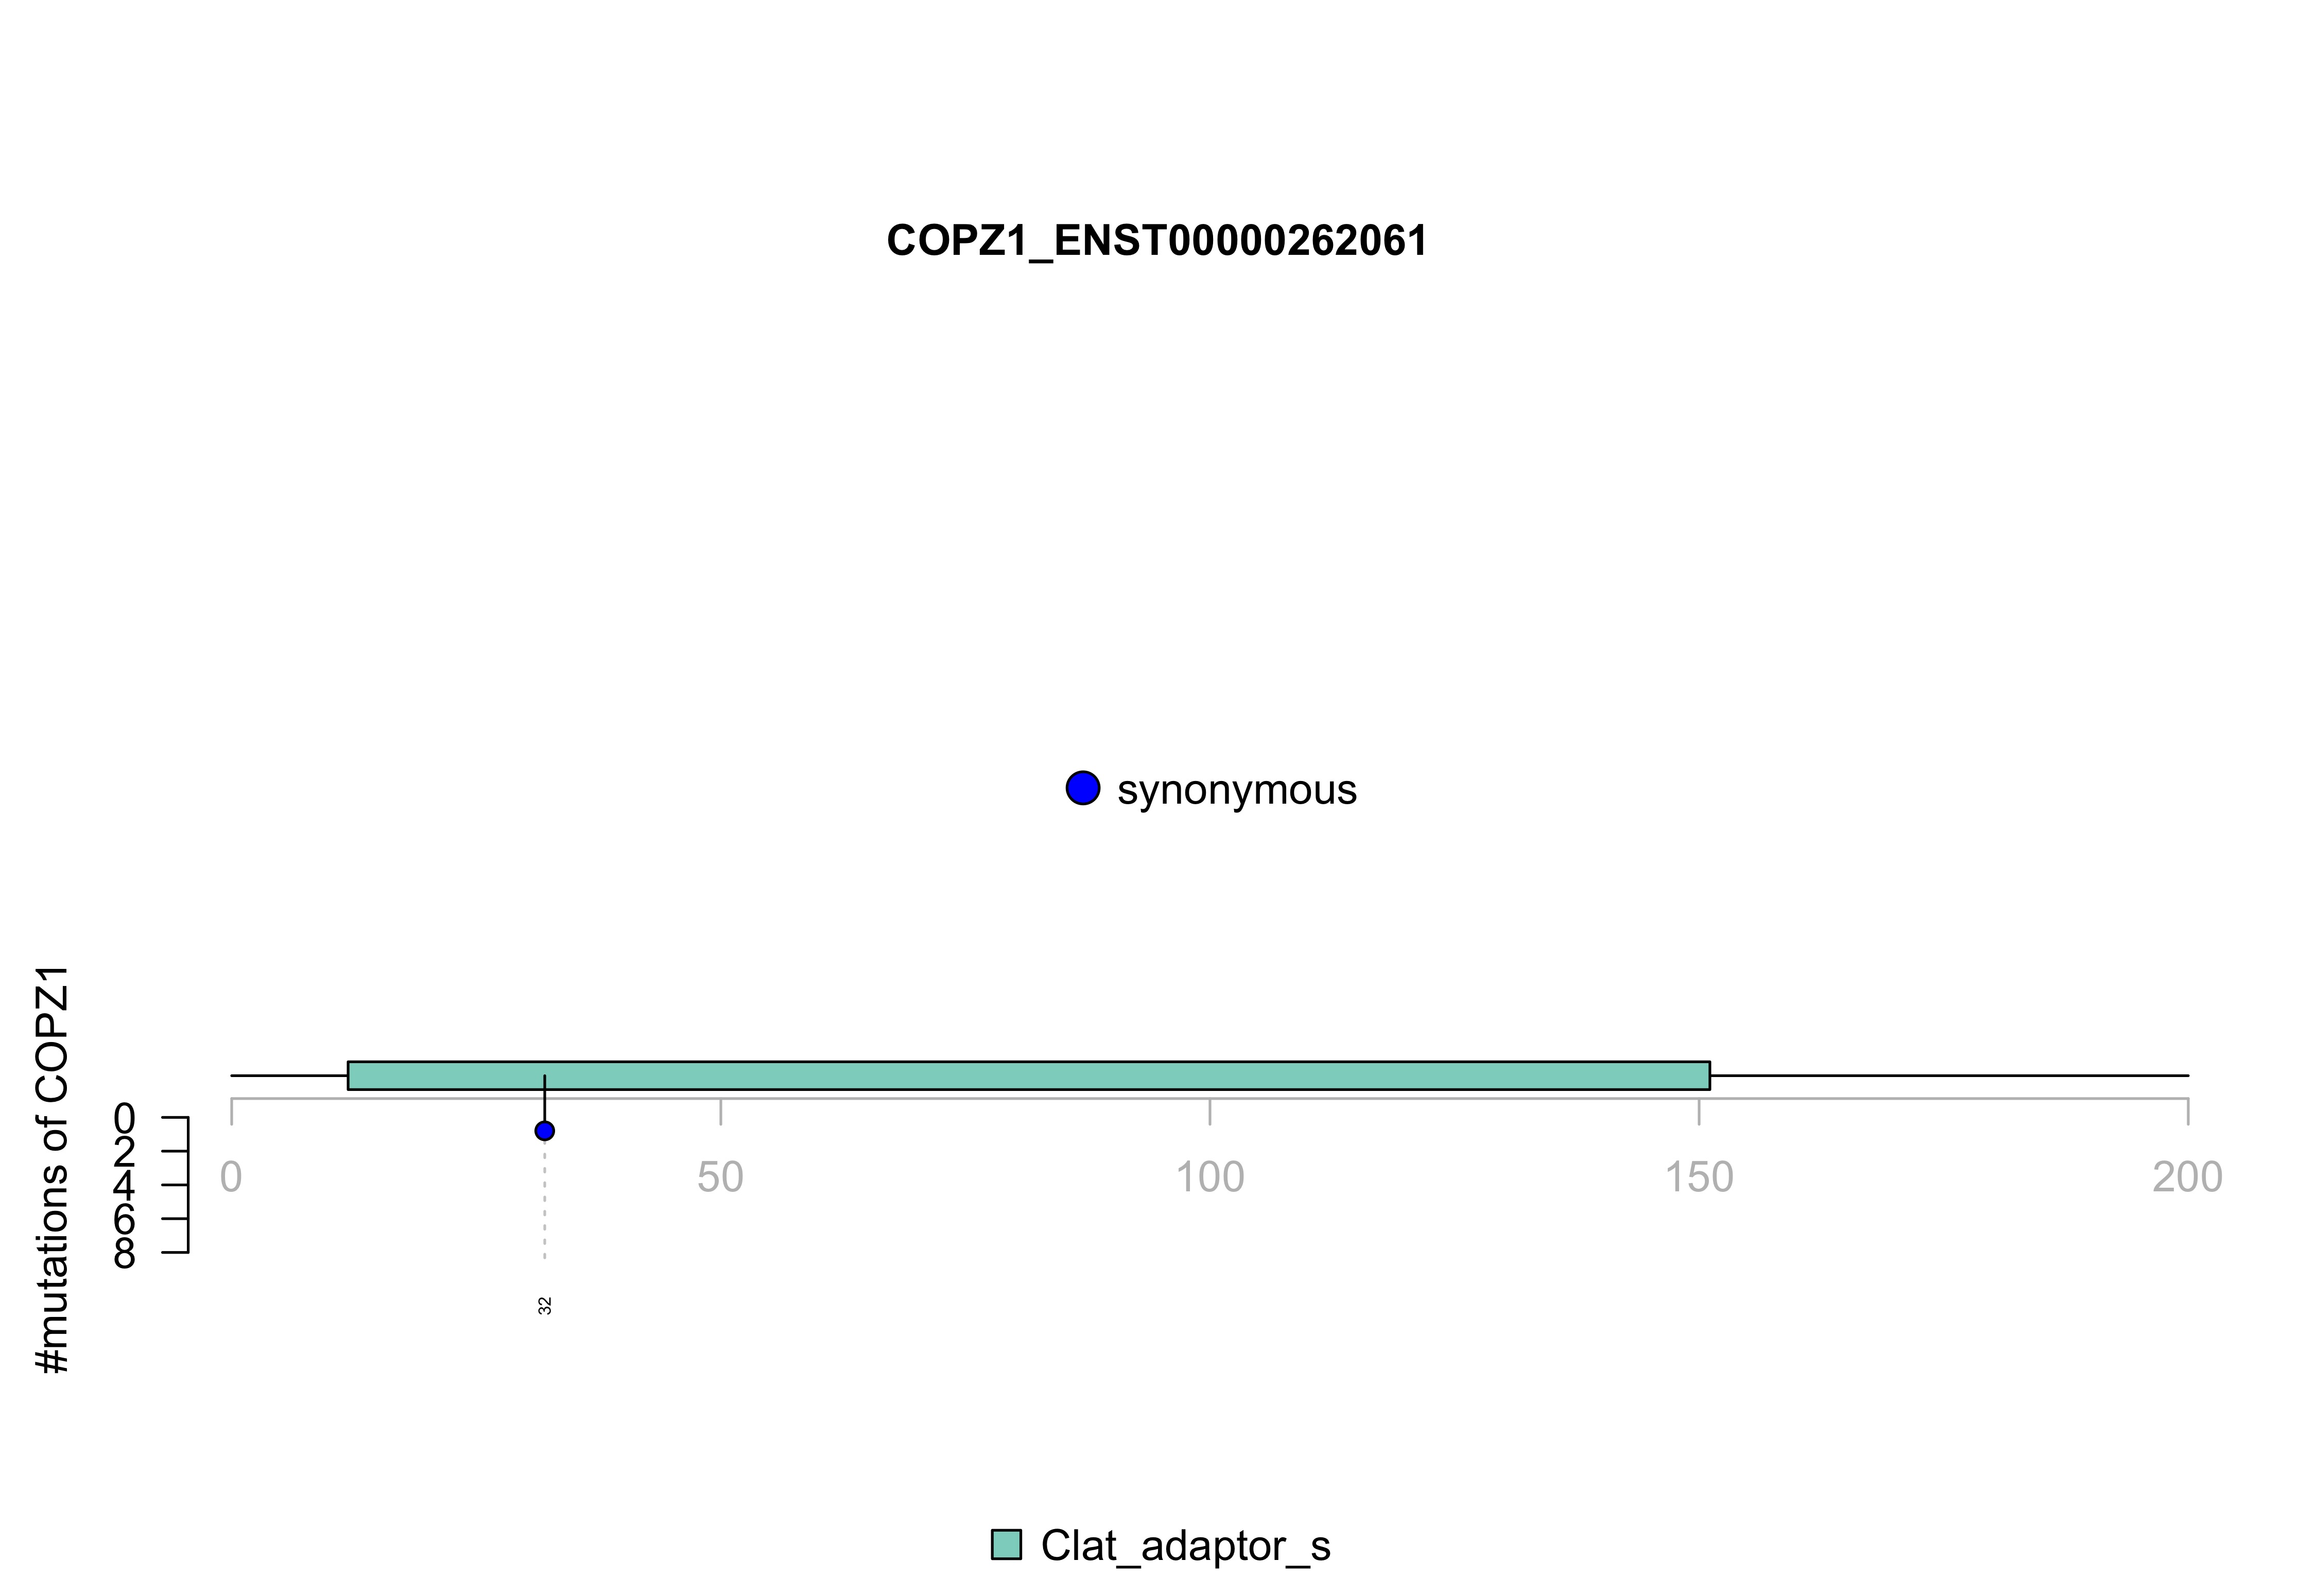 COPZ1_ENST00000262061
synonymous
#mutations of COPZ1
0
2
4
6
8
0 50 100 150 200
32
Clat_adaptor_s